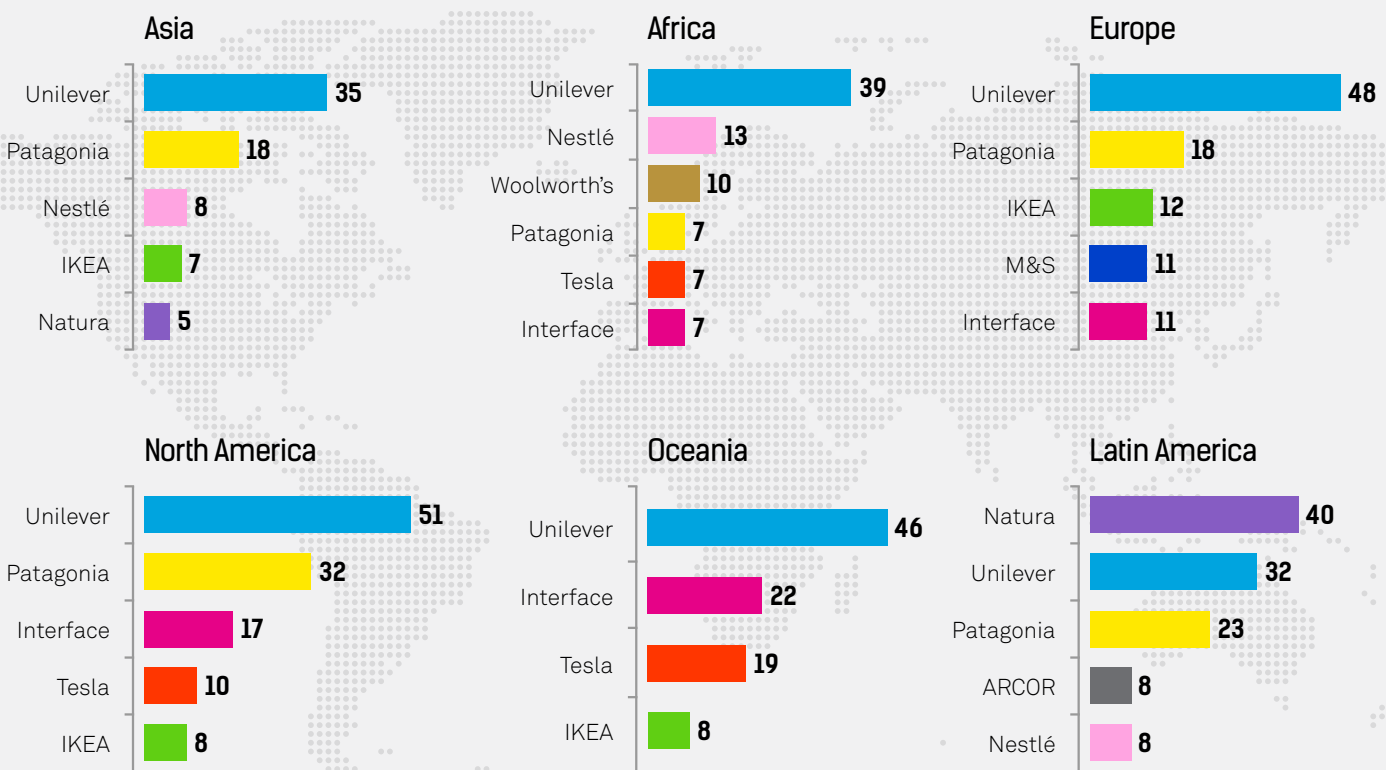 Asia
Unilever 35
Patagonia 18
Nestlé 8
IKEA 7
Natura 5
Africa
Unilever 39
Nestlé 13
Woolworth's 10
Patagonia 7
Tesla 7
Interface 7
Europe
Unilever 48
Patagonia 18
IKEA 12
M&S 11
Interface 11
North America
Unilever 51
Patagonia 32
Interface 17
Tesla 10
IKEA 8
Oceania
Unilever 46
Interface 22
Tesla 19
IKEA 8
Latin America
Natura 40
Unilever 32
Patagonia 23
ARCOR 8
Nestlé 8